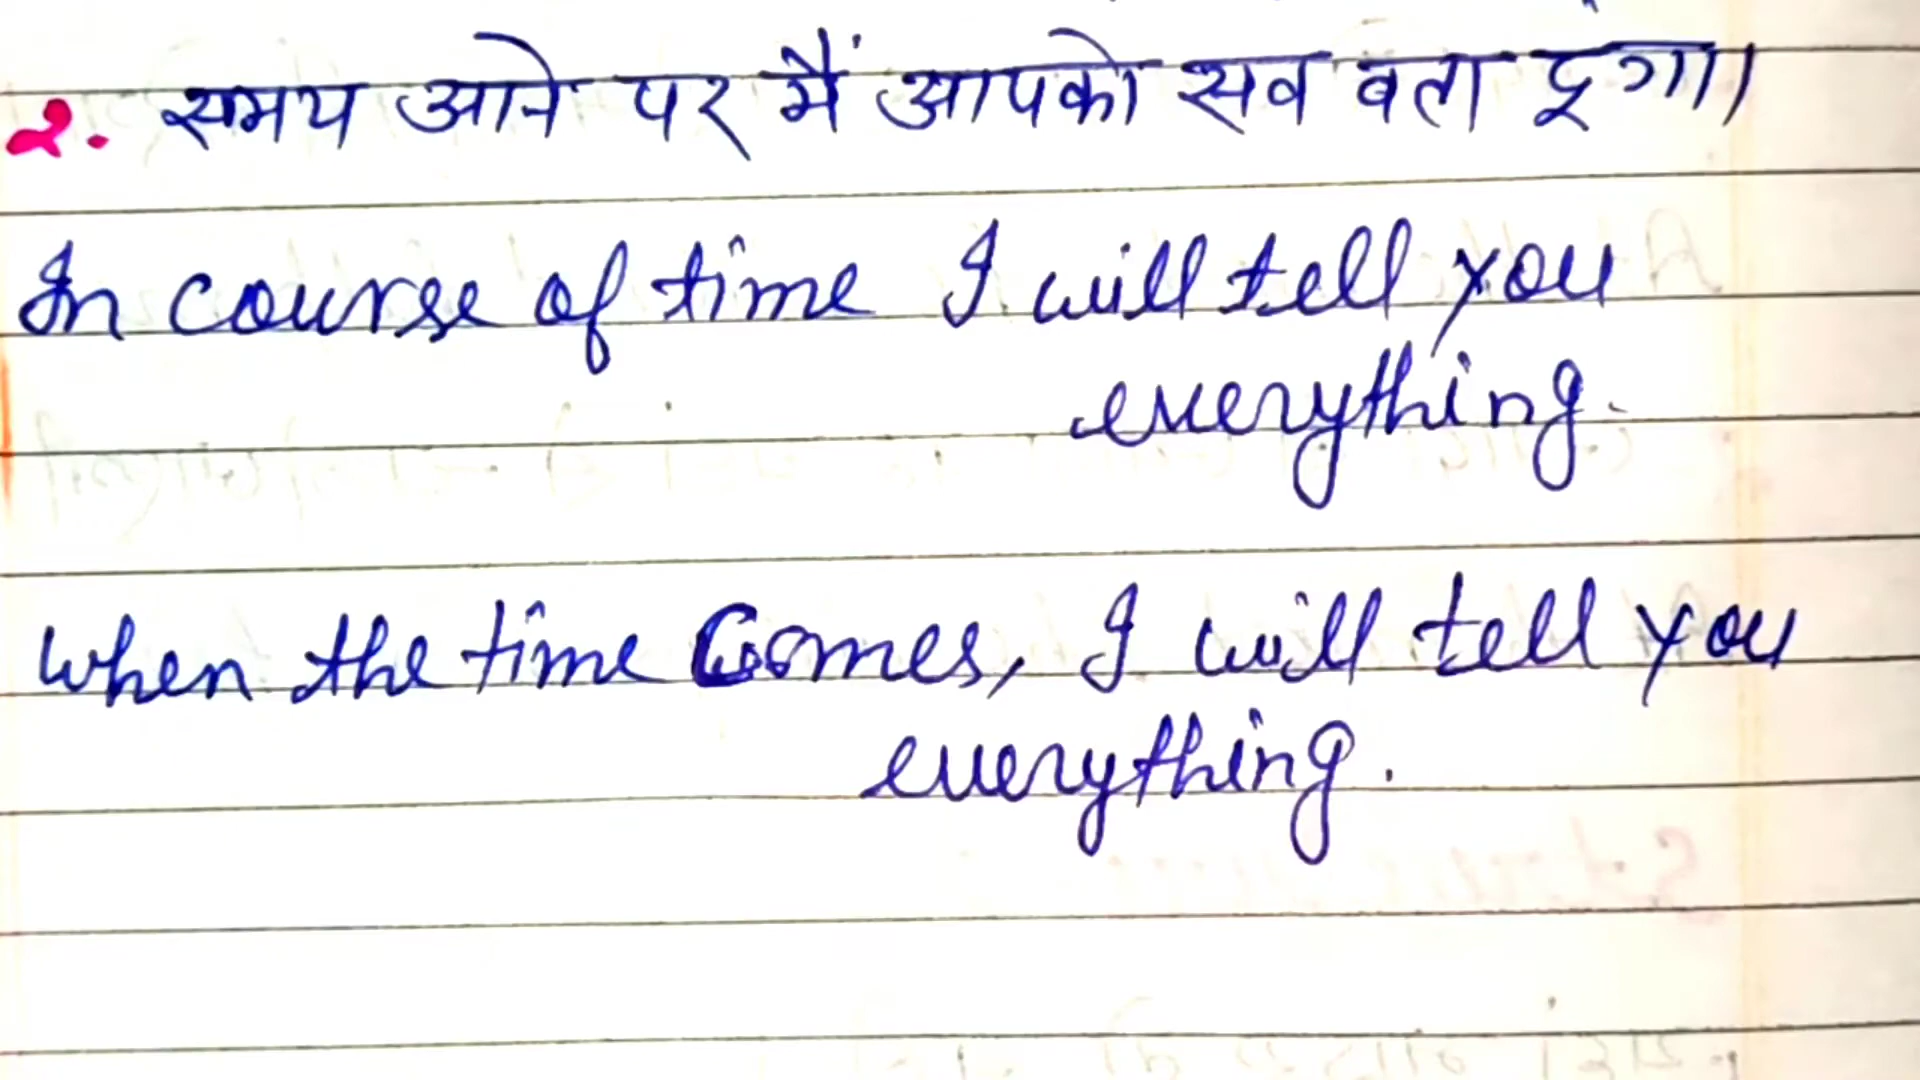 2. समय आने पर मैं आपको सब बता दूंगा।
In course of time I will tell you
everything.
When the time Comes, I will tell you
everything.